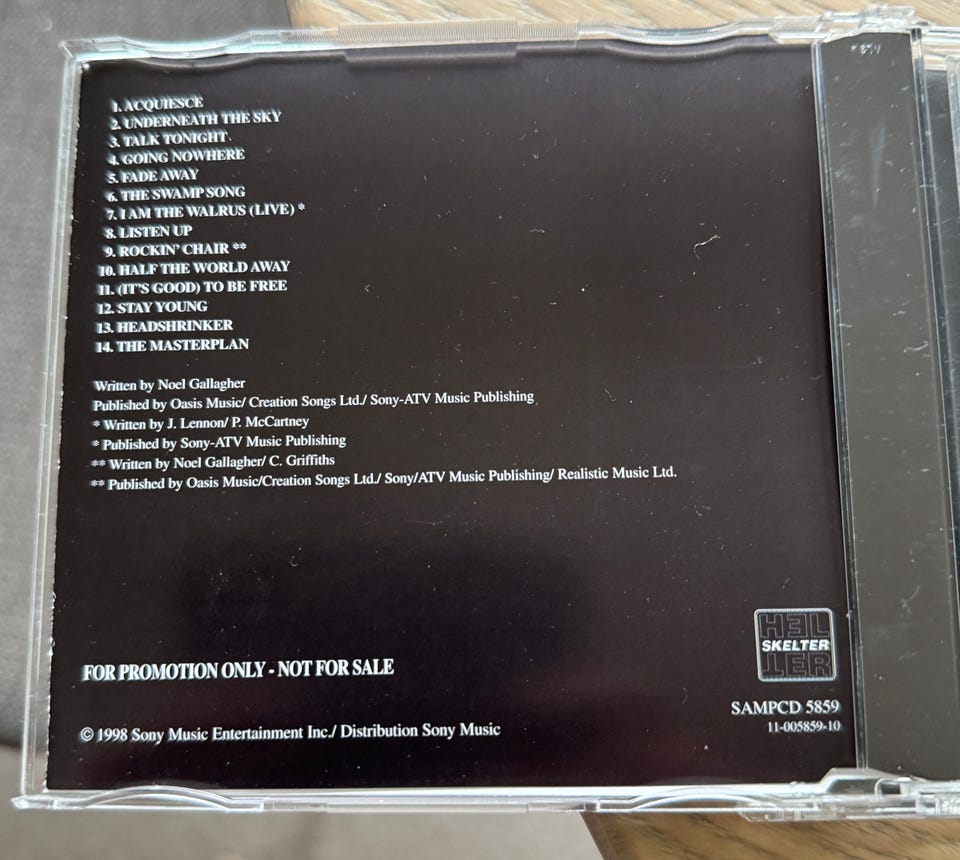 1. ACQUIESCE
2. UNDERNEATH THE SKY
3. TALK TONIGHT
4. GOING NOWHERE
5. FADE AWAY
6. THE SWAMP SONG
7. I AM THE WALRUS (LIVE) *
8. LISTEN UP
9. ROCKIN' CHAIR **
10. HALF THE WORLD AWAY
11. (IT'S GOOD) TO BE FREE
12. STAY YOUNG
13. HEADSHRINKER
14. THE MASTERPLAN
Written by Noel Gallagher
Published by Oasis Music/ Creation Songs Ltd./ Sony-ATV Music Publishing
* Written by J. Lennon/ P. McCartney
* Published by Sony-ATV Music Publishing
** Written by Noel Gallagher/ C. Griffiths
** Published by Oasis Music/Creation Songs Ltd./ Sony/ATV Music Publishing/ Realistic Music Ltd.
FOR PROMOTION ONLY - NOT FOR SALE
© 1998 Sony Music Entertainment Inc./ Distribution Sony Music
HEL
SKELTER
TER
SAMPCD 5859
11-005859-10